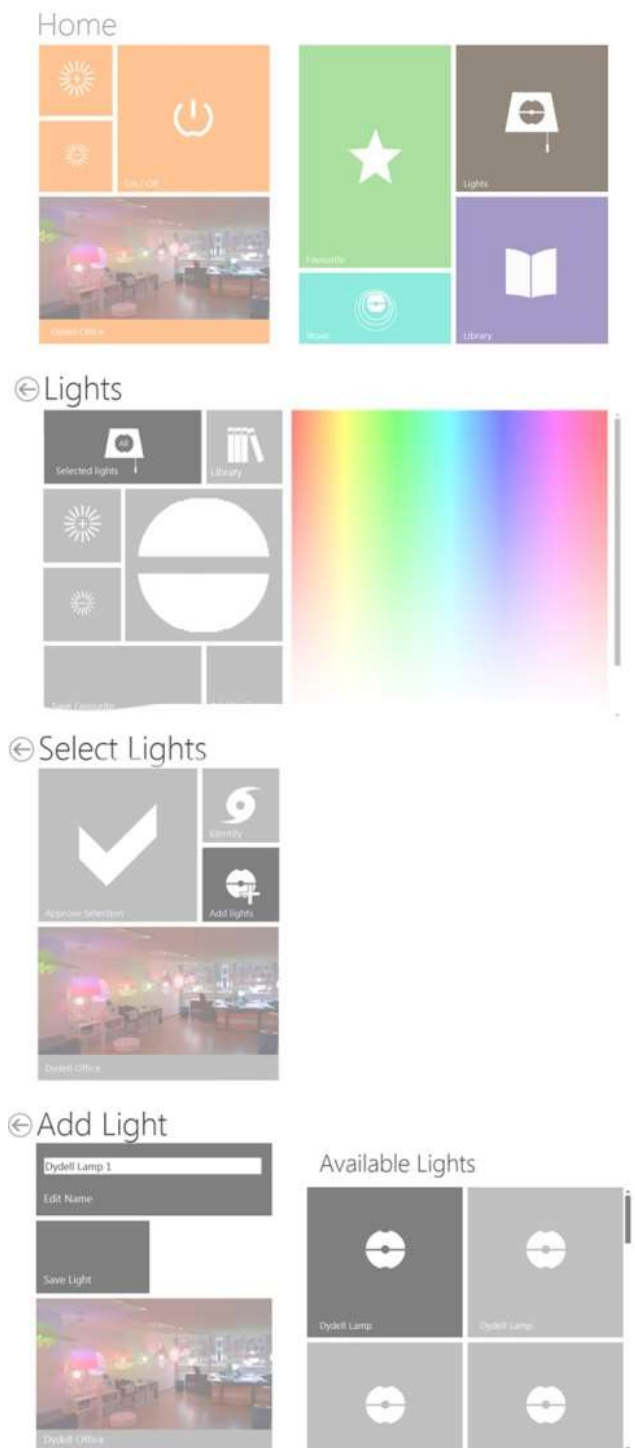 Home
On / Off
Dydell Office
Favourite
Lights
Library
Lights
All
Selected lights
Library
Save Favourite
Select Lights
Identify
Approve Selection
Add lights
Dydell Office
Add Light
Dydell Lamp 1
Edit Name
Save Light
Dydell Office
Available Lights
Dydell Lamp
Dydell Lamp